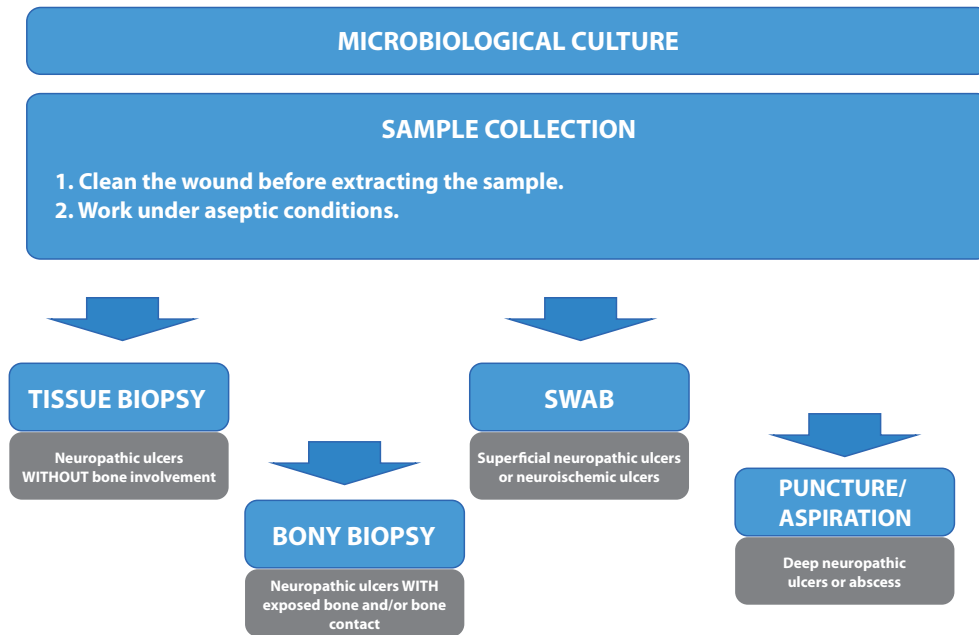 MICROBIOLOGICAL CULTURE
SAMPLE COLLECTION
1. Clean the wound before extracting the sample.
2. Work under aseptic conditions.
TISSUE BIOPSY
Neuropathic ulcers
WITHOUT bone involvement
BONY BIOPSY
Neuropathic ulcers WITH
exposed bone and/or bone
contact
SWAB
Superficial neuropathic ulcers
or neuroischemic ulcers
PUNCTURE/
ASPIRATION
Deep neuropathic
ulcers or abscess